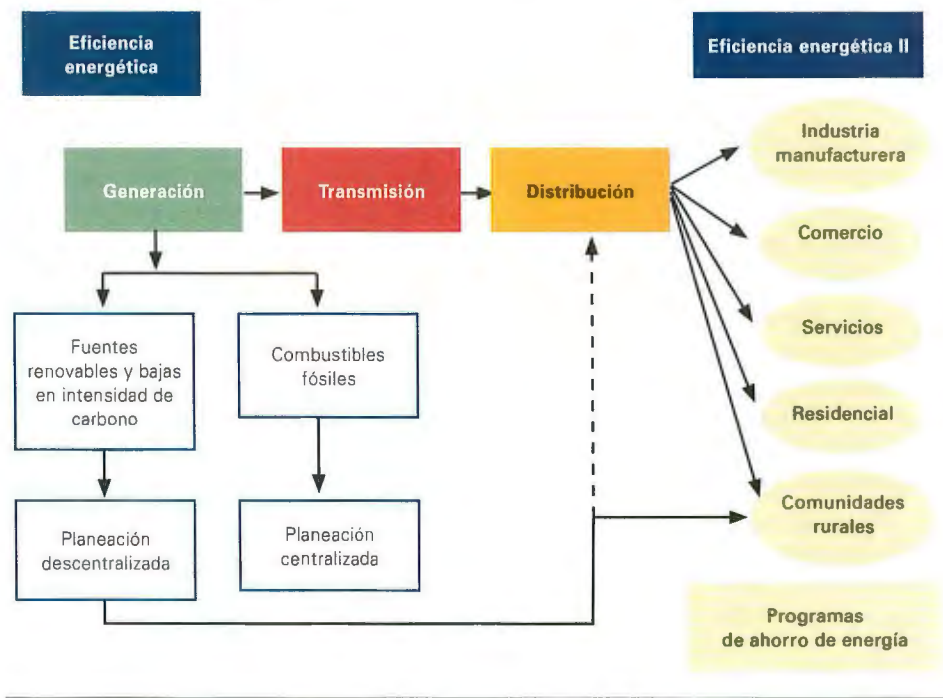 Eficiencia
energética
Eficiencia energética II
Generación
Transmisión
Distribución
Industria
manufacturera
Comercio
Servicios
Residencial
Comunidades
rurales
Fuentes
renovables y bajas
en intensidad de
carbono
Combustibles
fósiles
Planeación
descentralizada
Planeación
centralizada
Programas
de ahorro de energía